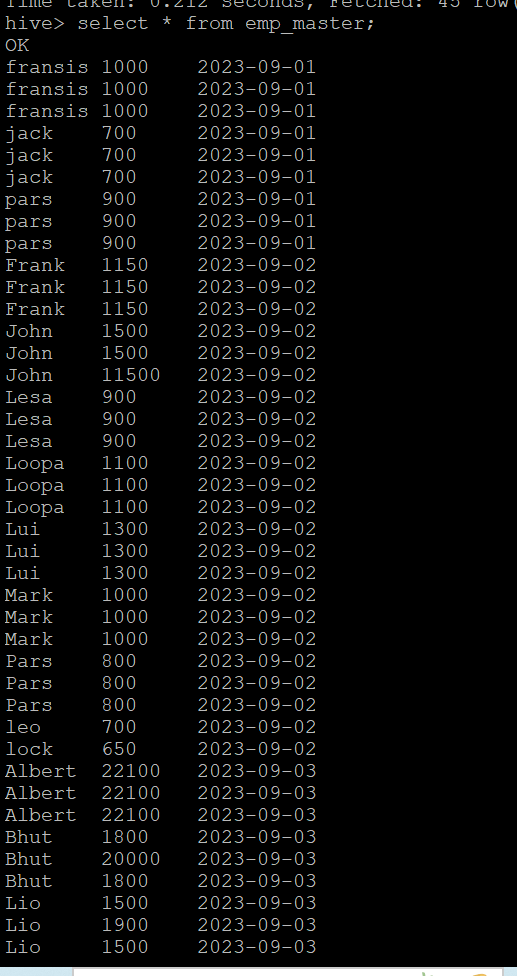 Time taken: 0.212 seconds, Fetched: 45 row(
hive> select * from emp_master;
OK
fransis 1000 2023-09-01
fransis 1000 2023-09-01
fransis 1000 2023-09-01
jack 700 2023-09-01
jack 700 2023-09-01
jack 700 2023-09-01
pars 900 2023-09-01
pars 900 2023-09-01
pars 900 2023-09-01
Frank 1150 2023-09-02
Frank 1150 2023-09-02
Frank 1150 2023-09-02
John 1500 2023-09-02
John 1500 2023-09-02
John 11500 2023-09-02
Lesa 900 2023-09-02
Lesa 900 2023-09-02
Lesa 900 2023-09-02
Loopa 1100 2023-09-02
Loopa 1100 2023-09-02
Loopa 1100 2023-09-02
Lui 1300 2023-09-02
Lui 1300 2023-09-02
Lui 1300 2023-09-02
Mark 1000 2023-09-02
Mark 1000 2023-09-02
Mark 1000 2023-09-02
Pars 800 2023-09-02
Pars 800 2023-09-02
Pars 800 2023-09-02
leo 700 2023-09-02
lock 650 2023-09-02
Albert 22100 2023-09-03
Albert 22100 2023-09-03
Albert 22100 2023-09-03
Bhut 1800 2023-09-03
Bhut 20000 2023-09-03
Bhut 1800 2023-09-03
Lio 1500 2023-09-03
Lio 1900 2023-09-03
Lio 1500 2023-09-03